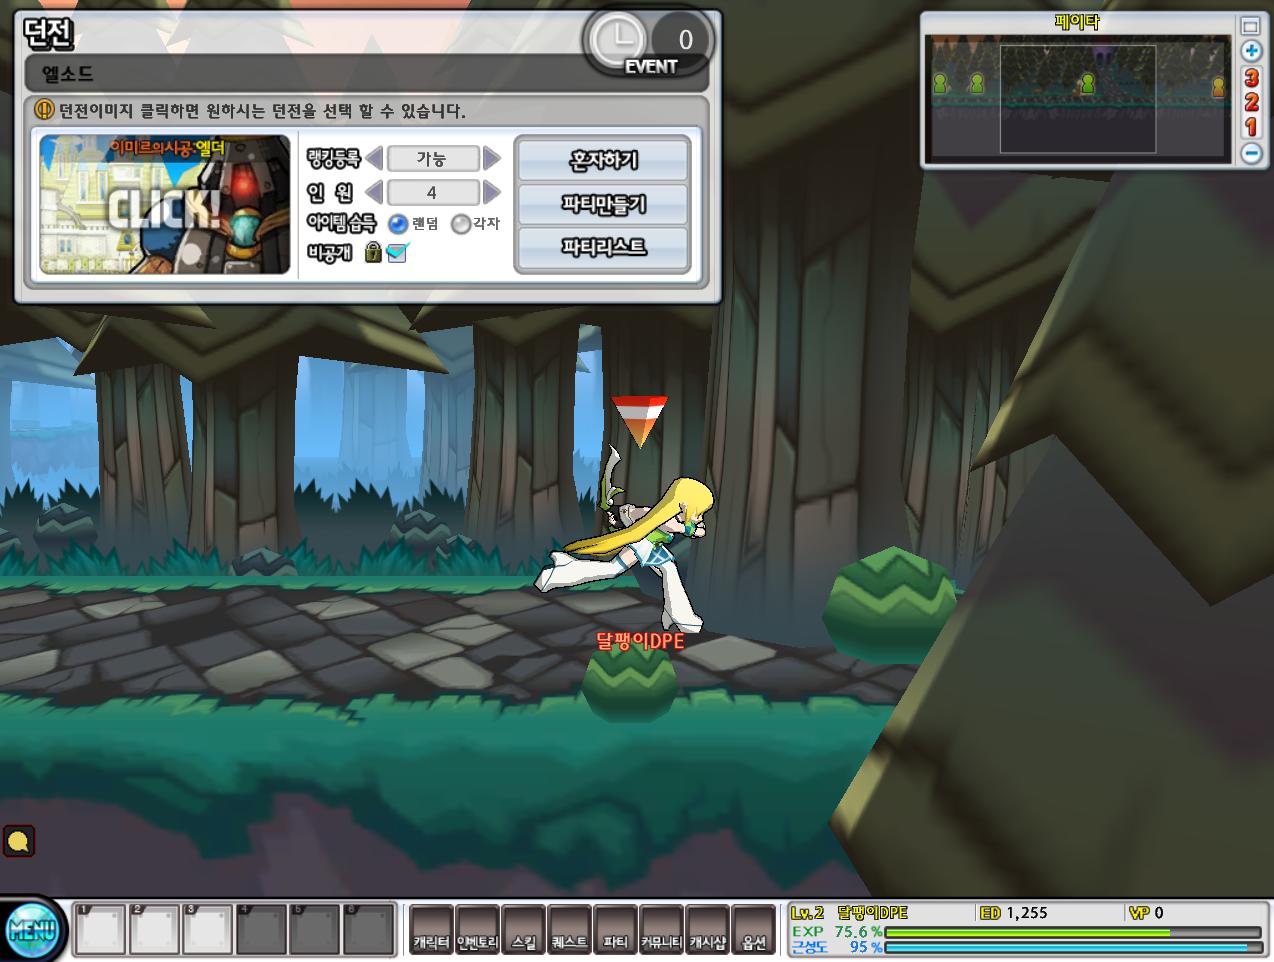 던전
0
EVENT
엘소드
던전이미지 클릭하면 원하시는 던전을 선택 할 수 있습니다.
이미르의시공:엘더
CLICK!
랭킹등록 가능
인 원 4
아이템습득 랜덤 각자
비공개
혼자하기
파티만들기
파티리스트
페이타
3
2
1
달팽이DPE
MENU
1 2 3 4 5 6
캐릭터 인벤토리 스킬 퀘스트 파티 커뮤니티 캐시샵 옵션
Lv.2 달팽이DPE ED 1,255 VP 0
EXP 75.6 %
근성도 95 %